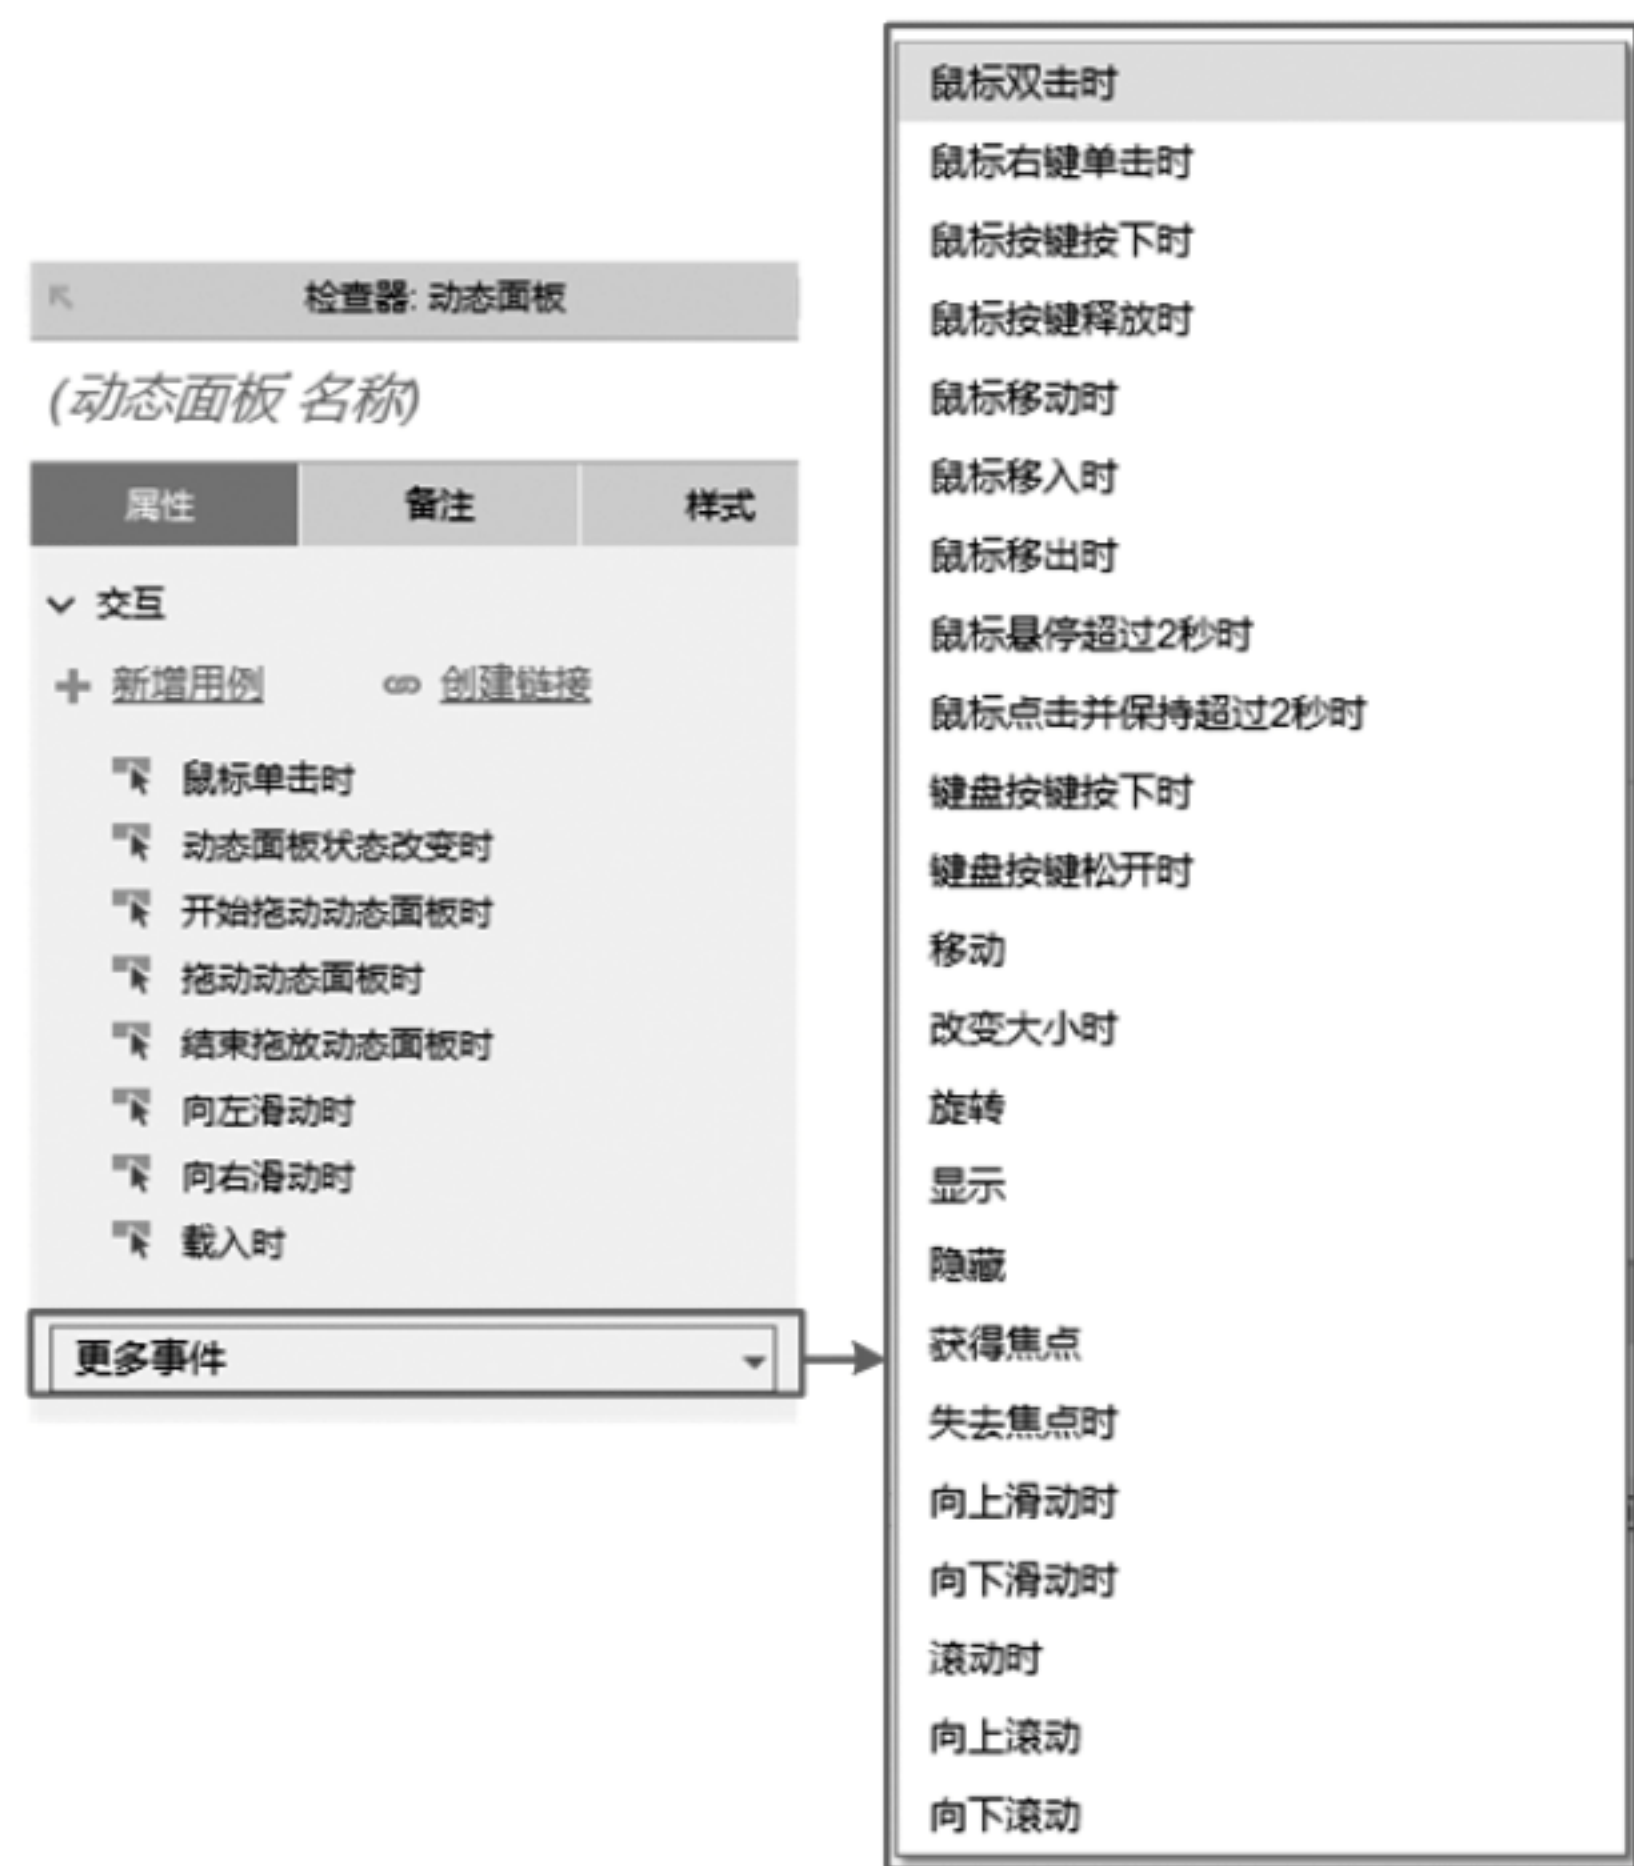 检查器: 动态面板
(动态面板 名称)
属性 备注 样式
交互
新增用例 创建链接
鼠标单击时
动态面板状态改变时
开始拖动动态面板时
拖动动态面板时
结束拖放动态面板时
向左滑动时
向右滑动时
载入时
更多事件
鼠标双击时
鼠标右键单击时
鼠标按键按下时
鼠标按键释放时
鼠标移动时
鼠标移入时
鼠标移出时
鼠标悬停超过2秒时
鼠标点击并保持超过2秒时
键盘按键按下时
键盘按键松开时
移动
改变大小时
旋转
显示
隐藏
获得焦点
失去焦点时
向上滑动时
向下滑动时
滚动时
向上滚动
向下滚动